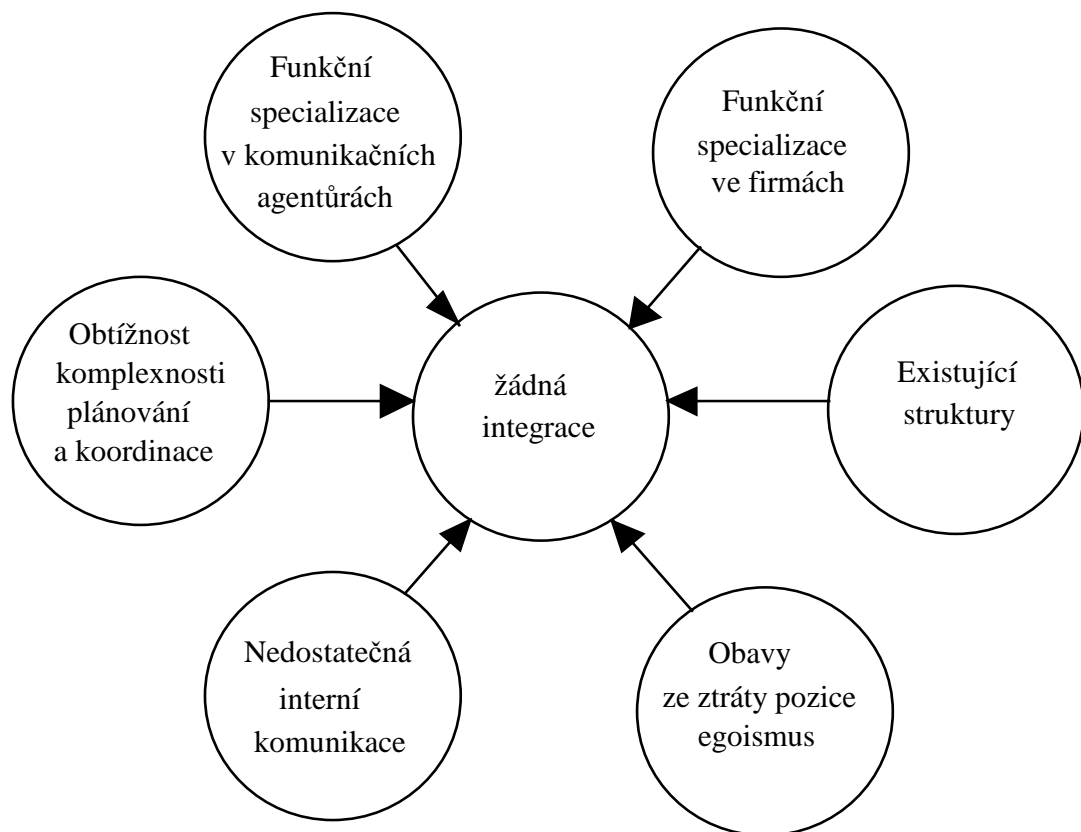 Funkční
specializace
v komunikačních
agentůrách
Funkční
specializace
ve firmách
Obtížnost
komplexnosti
plánování
a koordinace
žádná
integrace
Existující
struktury
Nedostatečná
interní
komunikace
Obavy
ze ztráty pozice
egoismus